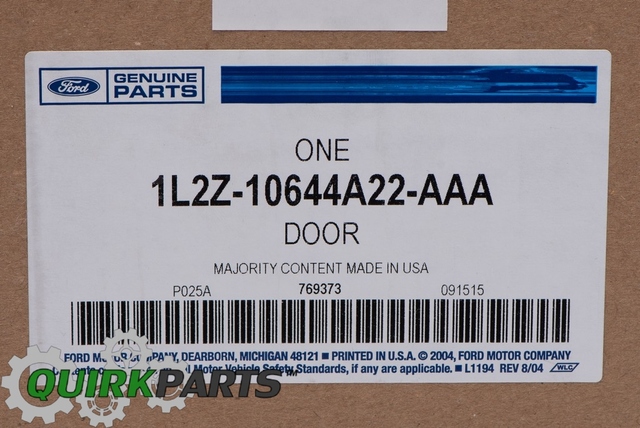 Ford GENUINE
PARTS
ONE
1L2Z-10644A22-AAA
DOOR
MAJORITY CONTENT MADE IN USA
P025A 769373 091515
FORD MOTOR COMPANY, DEARBORN, MICHIGAN 48121 ■ PRINTED IN U.S.A. © 2004, FORD MOTOR COMPANY
Motor Vehicle Safety Standards, if any are applicable. ■ L1194 REV 8/04 WLC
QUIRKPARTS™